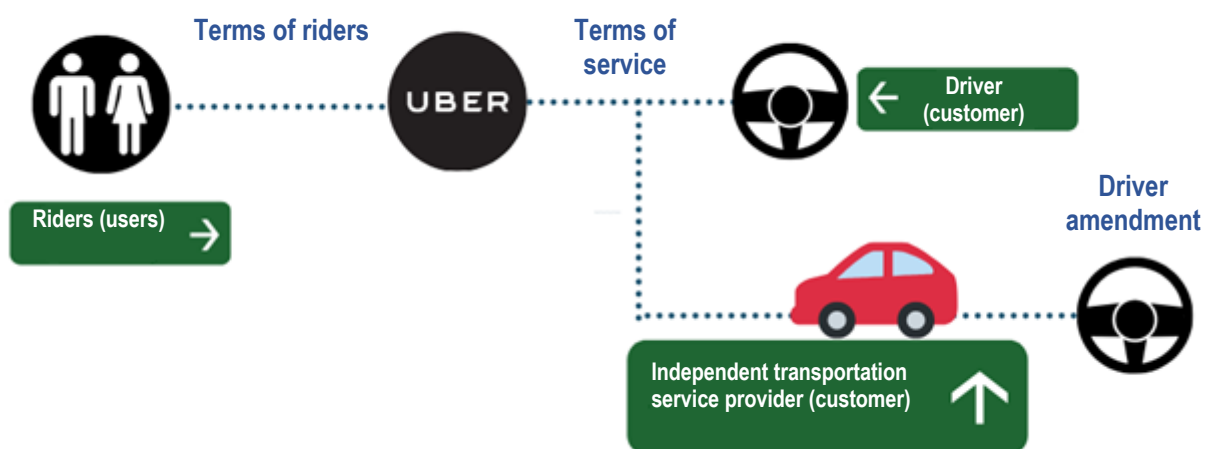 Terms of riders
Terms of
service
UBER
Driver
(customer)
Riders (users)
Driver
amendment
Independent transportation
service provider (customer)